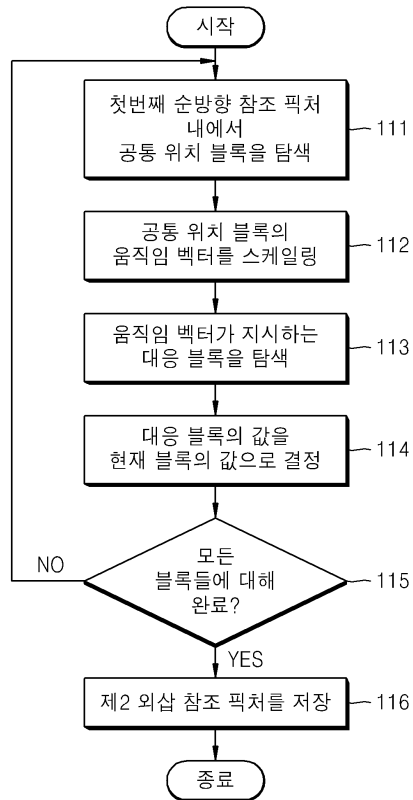 시작
첫번째 순방향 참조 픽처
내에서
공통 위치 블록을 탐색
111
공통 위치 블록의
움직임 벡터를 스케일링
112
움직임 벡터가 지시하는
대응 블록을 탐색
113
대응 블록의 값을
현재 블록의 값으로 결정
114
모든
블록들에 대해
완료?
115
NO
YES
제2 외삽 참조 픽처를 저장
116
종료